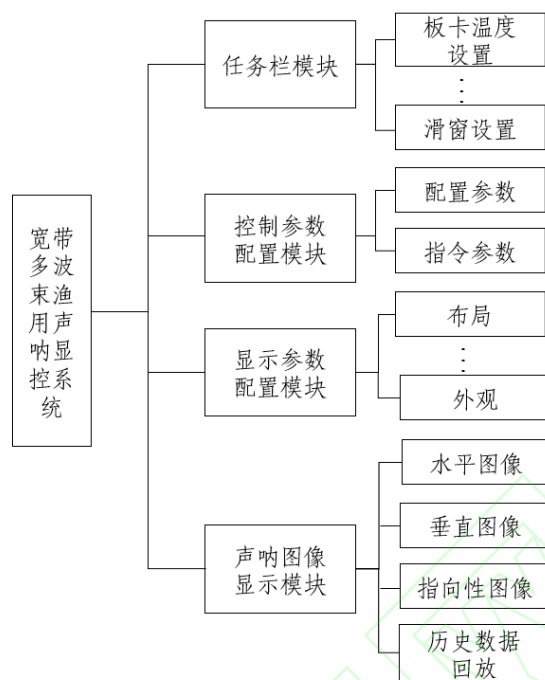 宽带
多波
束渔
用声
呐显
控系
统
任务栏模块
板卡温度
设置
滑窗设置
控制参数
配置模块
配置参数
指令参数
显示参数
配置模块
布局
外观
声呐图像
显示模块
水平图像
垂直图像
指向性图像
历史数据
回放